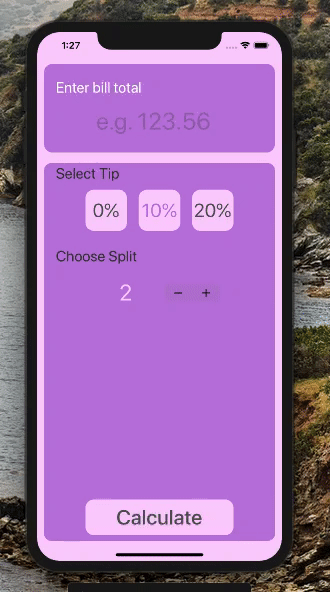 1:27
Enter bill total
e.g. 123.56
Select Tip
0% 10% 20%
Choose Split
2 − +
Calculate